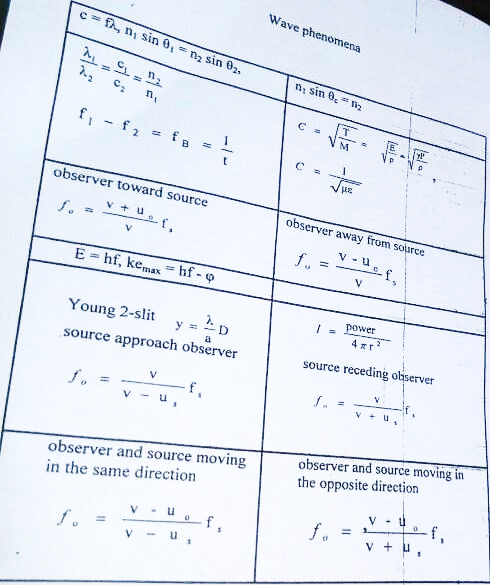 Wave phenomena
c = fλ, n₁ sin θ₁ = n₂ sin θ₂,
λ₁/λ₂ = c₁/c₂ = n₂/n₁
f₁ - f₂ = f_B = 1/t
n₁ sin θc = n₂
C = √(T/M) = √(E/ρ) = √(γP/ρ) ,
C = 1/√(με)
observer toward source
fₒ = (v + uₒ)/v fₛ
observer away from source
fₒ = (v - uₒ)/v fₛ
E = hf, ke_max = hf - φ
Young 2-slit y = λ/a D
source approach observer
fₒ = v/(v - uₛ) fₛ
I = power/4πr²
source receding observer
fₒ = v/(v + uₛ) fₛ
observer and source moving
in the same direction
fₒ = (v - uₒ)/(v - uₛ) fₛ
observer and source moving in
the opposite direction
fₒ = (v - uₒ)/(v + uₛ) fₛ